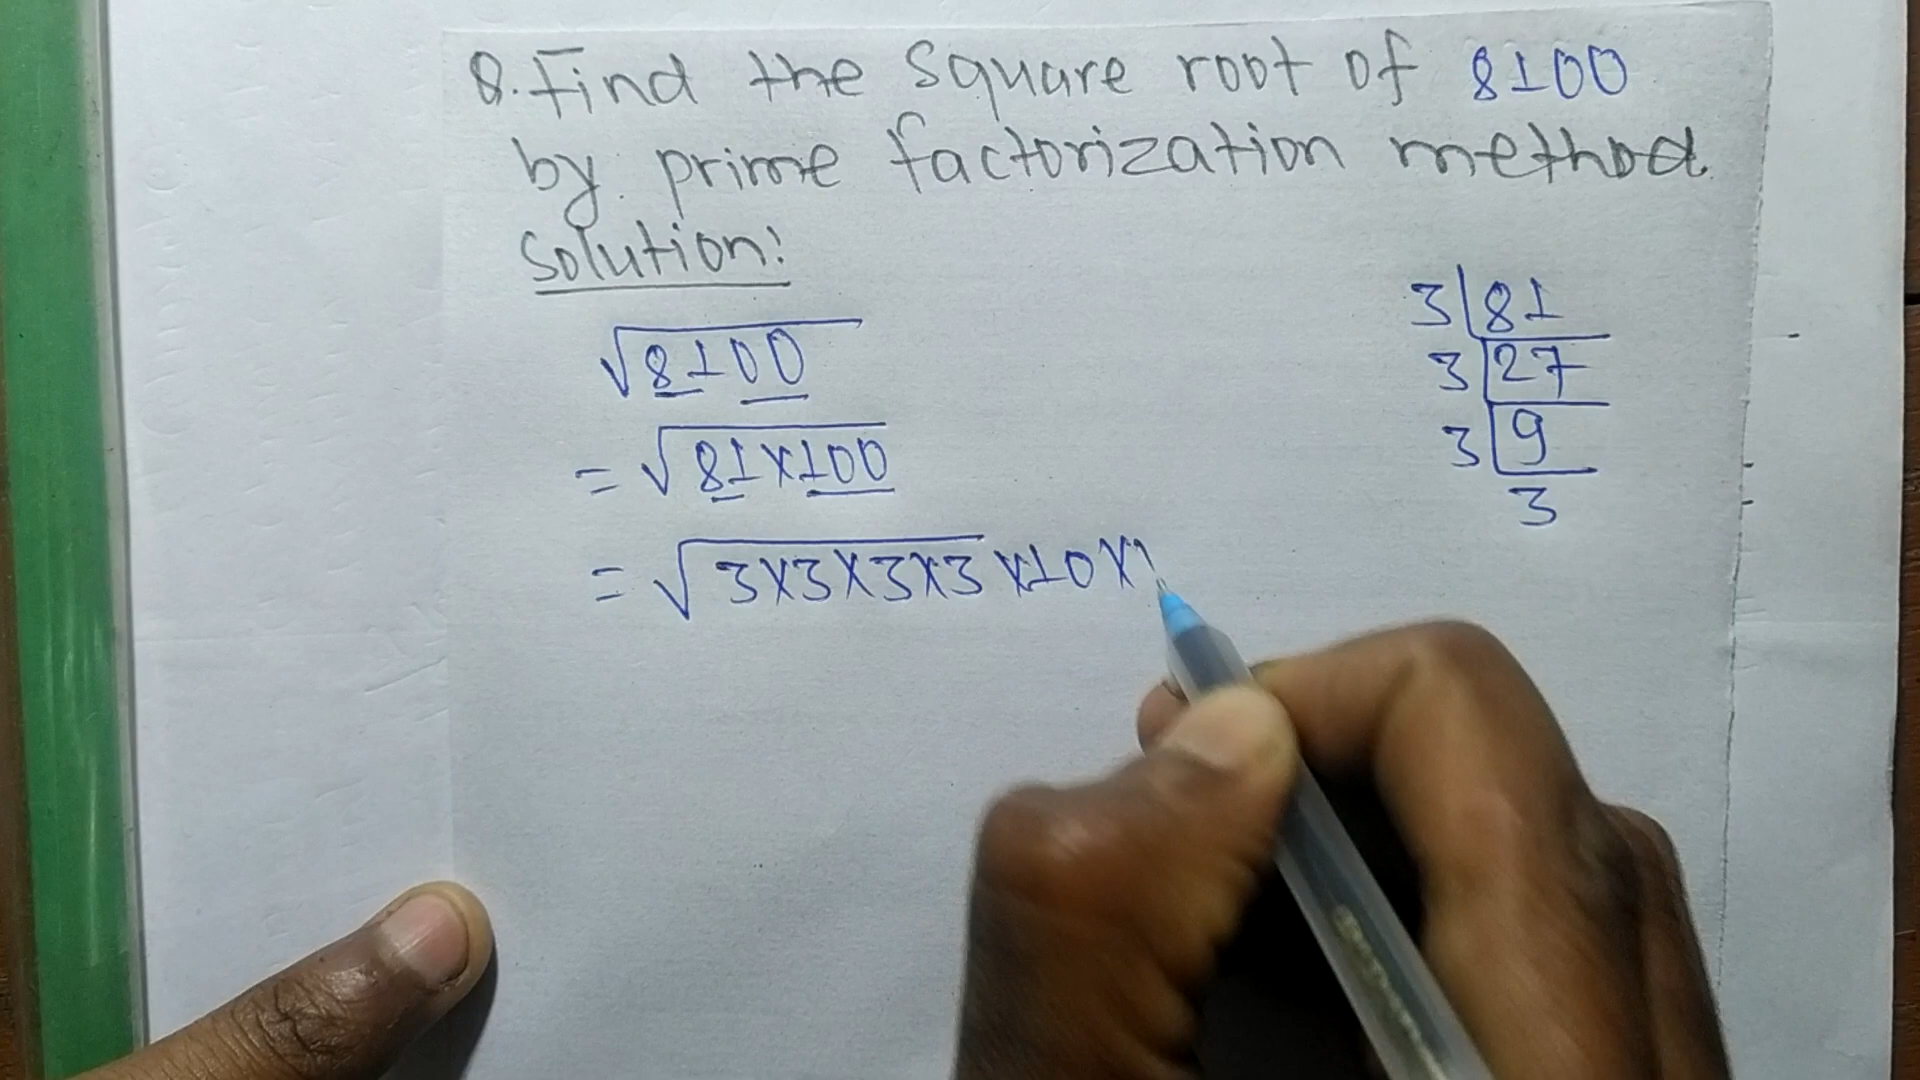 Q. Find the square root of 8100
by prime factorization method.
Solution:
√8100
= √81×100
= √3×3×3×3×10×1
3|81
3|27
3|9
3